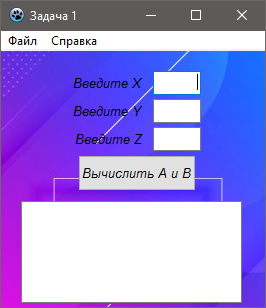 Задача 1
Файл Справка
Введите X
Введите Y
Введите Z
Вычислить A и B